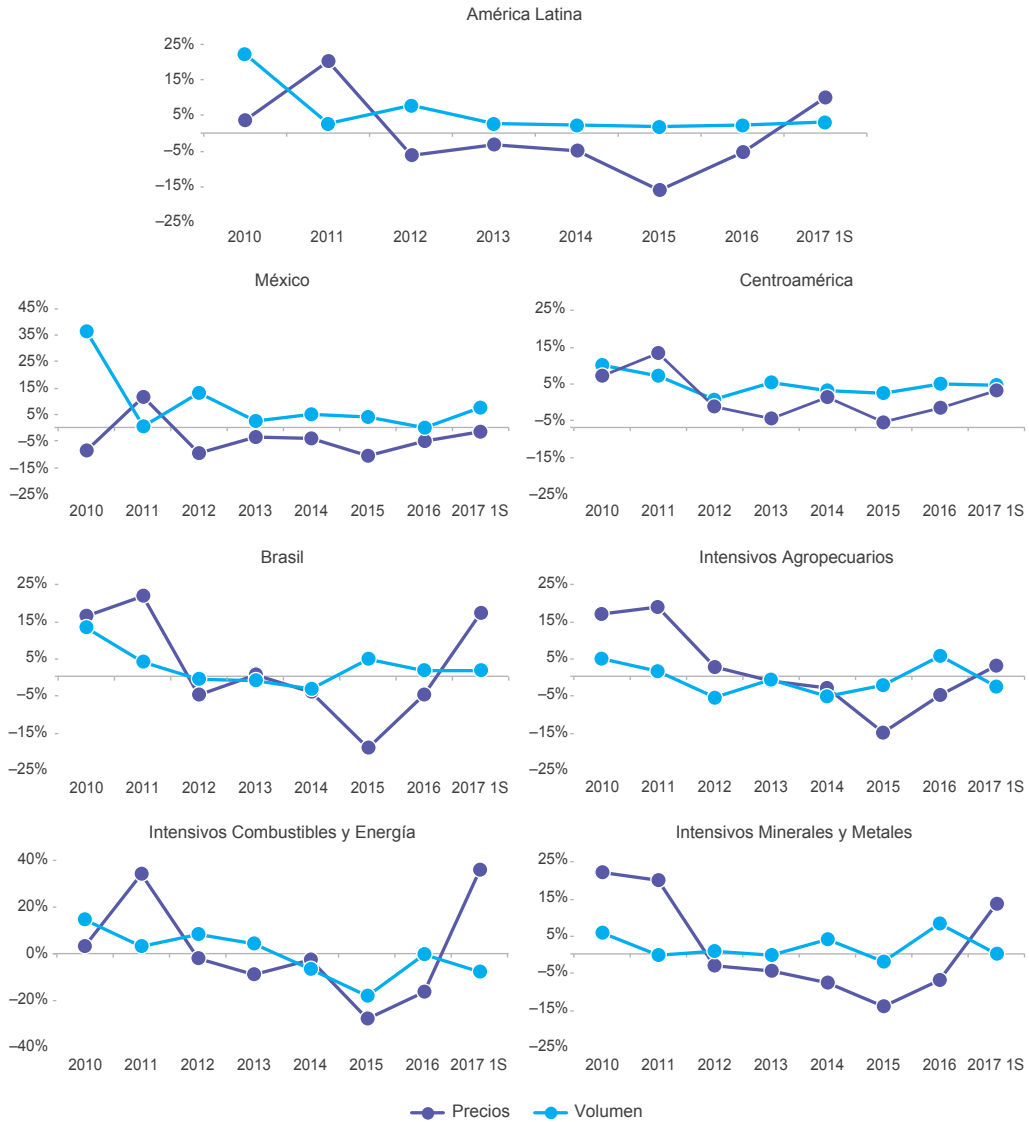 América Latina
25%
15%
5%
–5%
–15%
–25%
2010 2011 2012 2013 2014 2015 2016 2017 1S
México
45%
35%
25%
15%
5%
–5%
–15%
–25%
2010 2011 2012 2013 2014 2015 2016 2017 1S
Centroamérica
25%
15%
5%
–5%
–15%
–25%
2010 2011 2012 2013 2014 2015 2016 2017 1S
Brasil
25%
15%
5%
–5%
–15%
–25%
2010 2011 2012 2013 2014 2015 2016 2017 1S
Intensivos Agropecuarios
25%
15%
5%
–5%
–15%
–25%
2010 2011 2012 2013 2014 2015 2016 2017 1S
Intensivos Combustibles y Energía
40%
20%
0%
–20%
–40%
2010 2011 2012 2013 2014 2015 2016 2017 1S
Intensivos Minerales y Metales
25%
15%
5%
–5%
–15%
–25%
2010 2011 2012 2013 2014 2015 2016 2017 1S
Precios Volumen